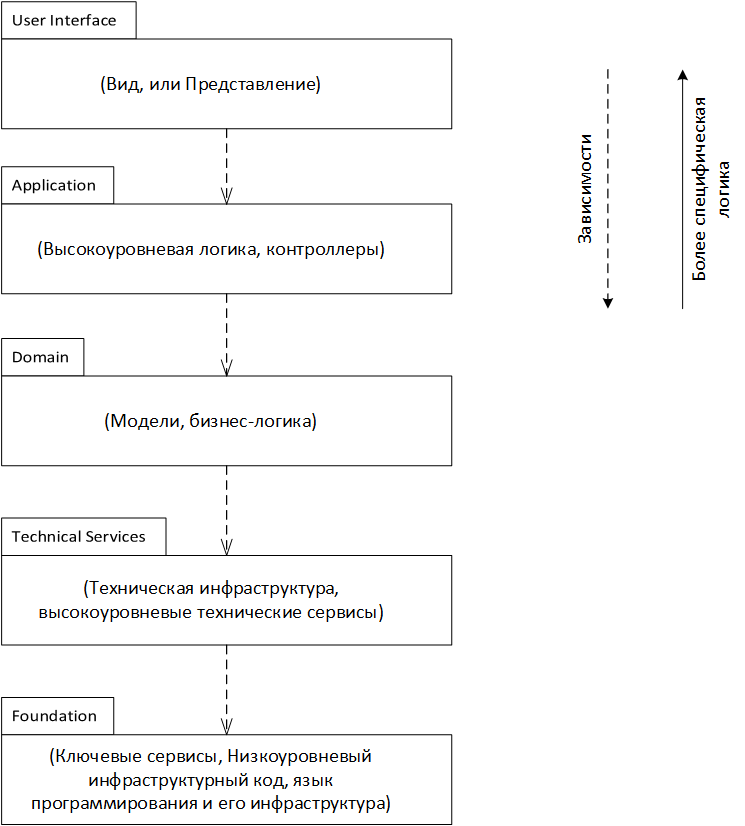 User Interface
(Вид, или Представление)
Application
(Высокоуровневая логика, контроллеры)
Domain
(Модели, бизнес-логика)
Technical Services
(Техническая инфраструктура,
высокоуровневые технические сервисы)
Foundation
(Ключевые сервисы, Низкоуровневый
инфраструктурный код, язык
программирования и его инфраструктура)
Зависимости
Более специфическая
логика